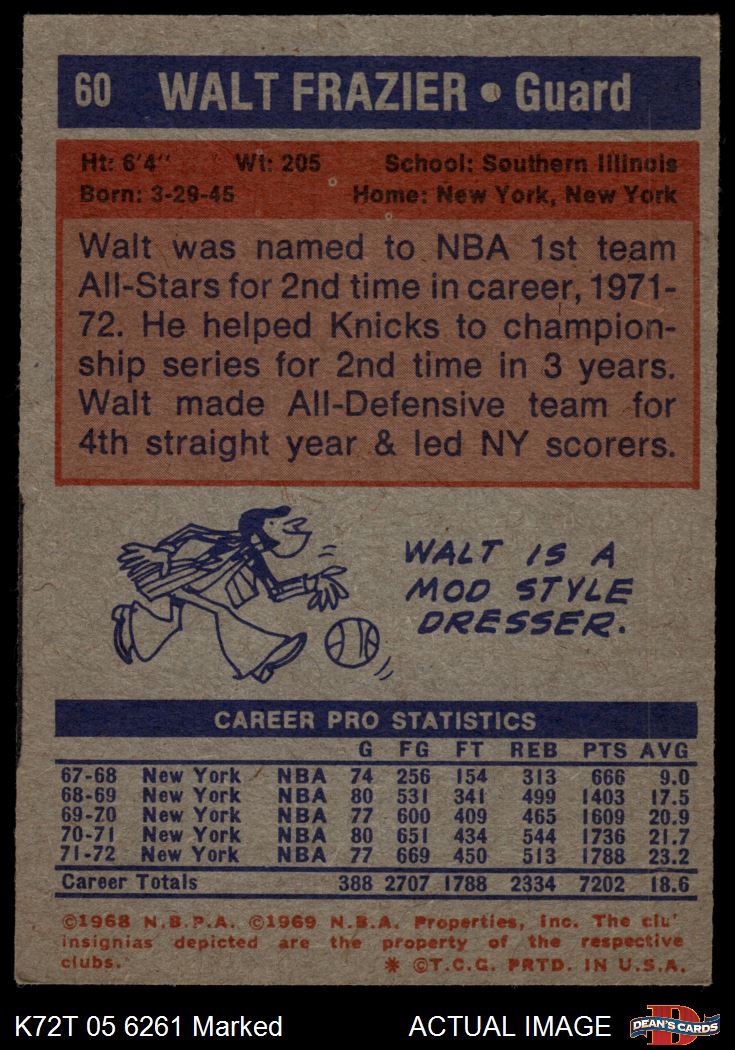 60 WALT FRAZIER • Guard
Ht: 6'4" Wt: 205 School: Southern Illinois
Born: 3-29-45 Home: New York, New York
Walt was named to NBA 1st team
All-Stars for 2nd time in career, 1971-
72. He helped Knicks to champion-
ship series for 2nd time in 3 years.
Walt made All-Defensive team for
4th straight year & led NY scorers.
WALT IS A
MOD STYLE
DRESSER.
CAREER PRO STATISTICS
G FG FT REB PTS AVG
67-68 New York NBA 74 256 154 313 666 9.0
68-69 New York NBA 80 531 341 499 1403 17.5
69-70 New York NBA 77 600 409 465 1609 20.9
70-71 New York NBA 80 651 434 544 1736 21.7
71-72 New York NBA 77 669 450 513 1788 23.2
Career Totals 388 2707 1788 2334 7202 18.6
©1968 N.B.P.A. ©1969 N.B.A. Properties, Inc. The clu'
insignias depicted are the property of the respective
clubs. * ©T.C.G. PRTD. IN U.S.A.
K72T 05 6261 Marked ACTUAL IMAGE
D
DEAN'S CARDS